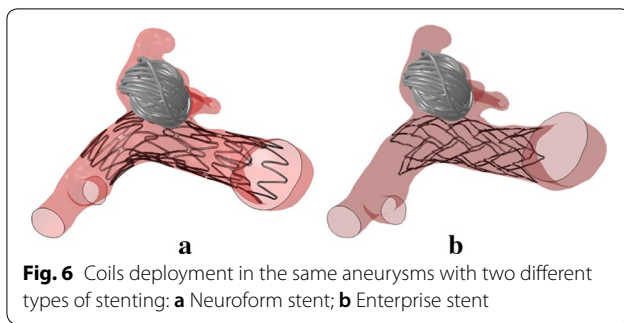 a b
Fig. 6 Coils deployment in the same aneurysms with two different
types of stenting: a Neuroform stent; b Enterprise stent